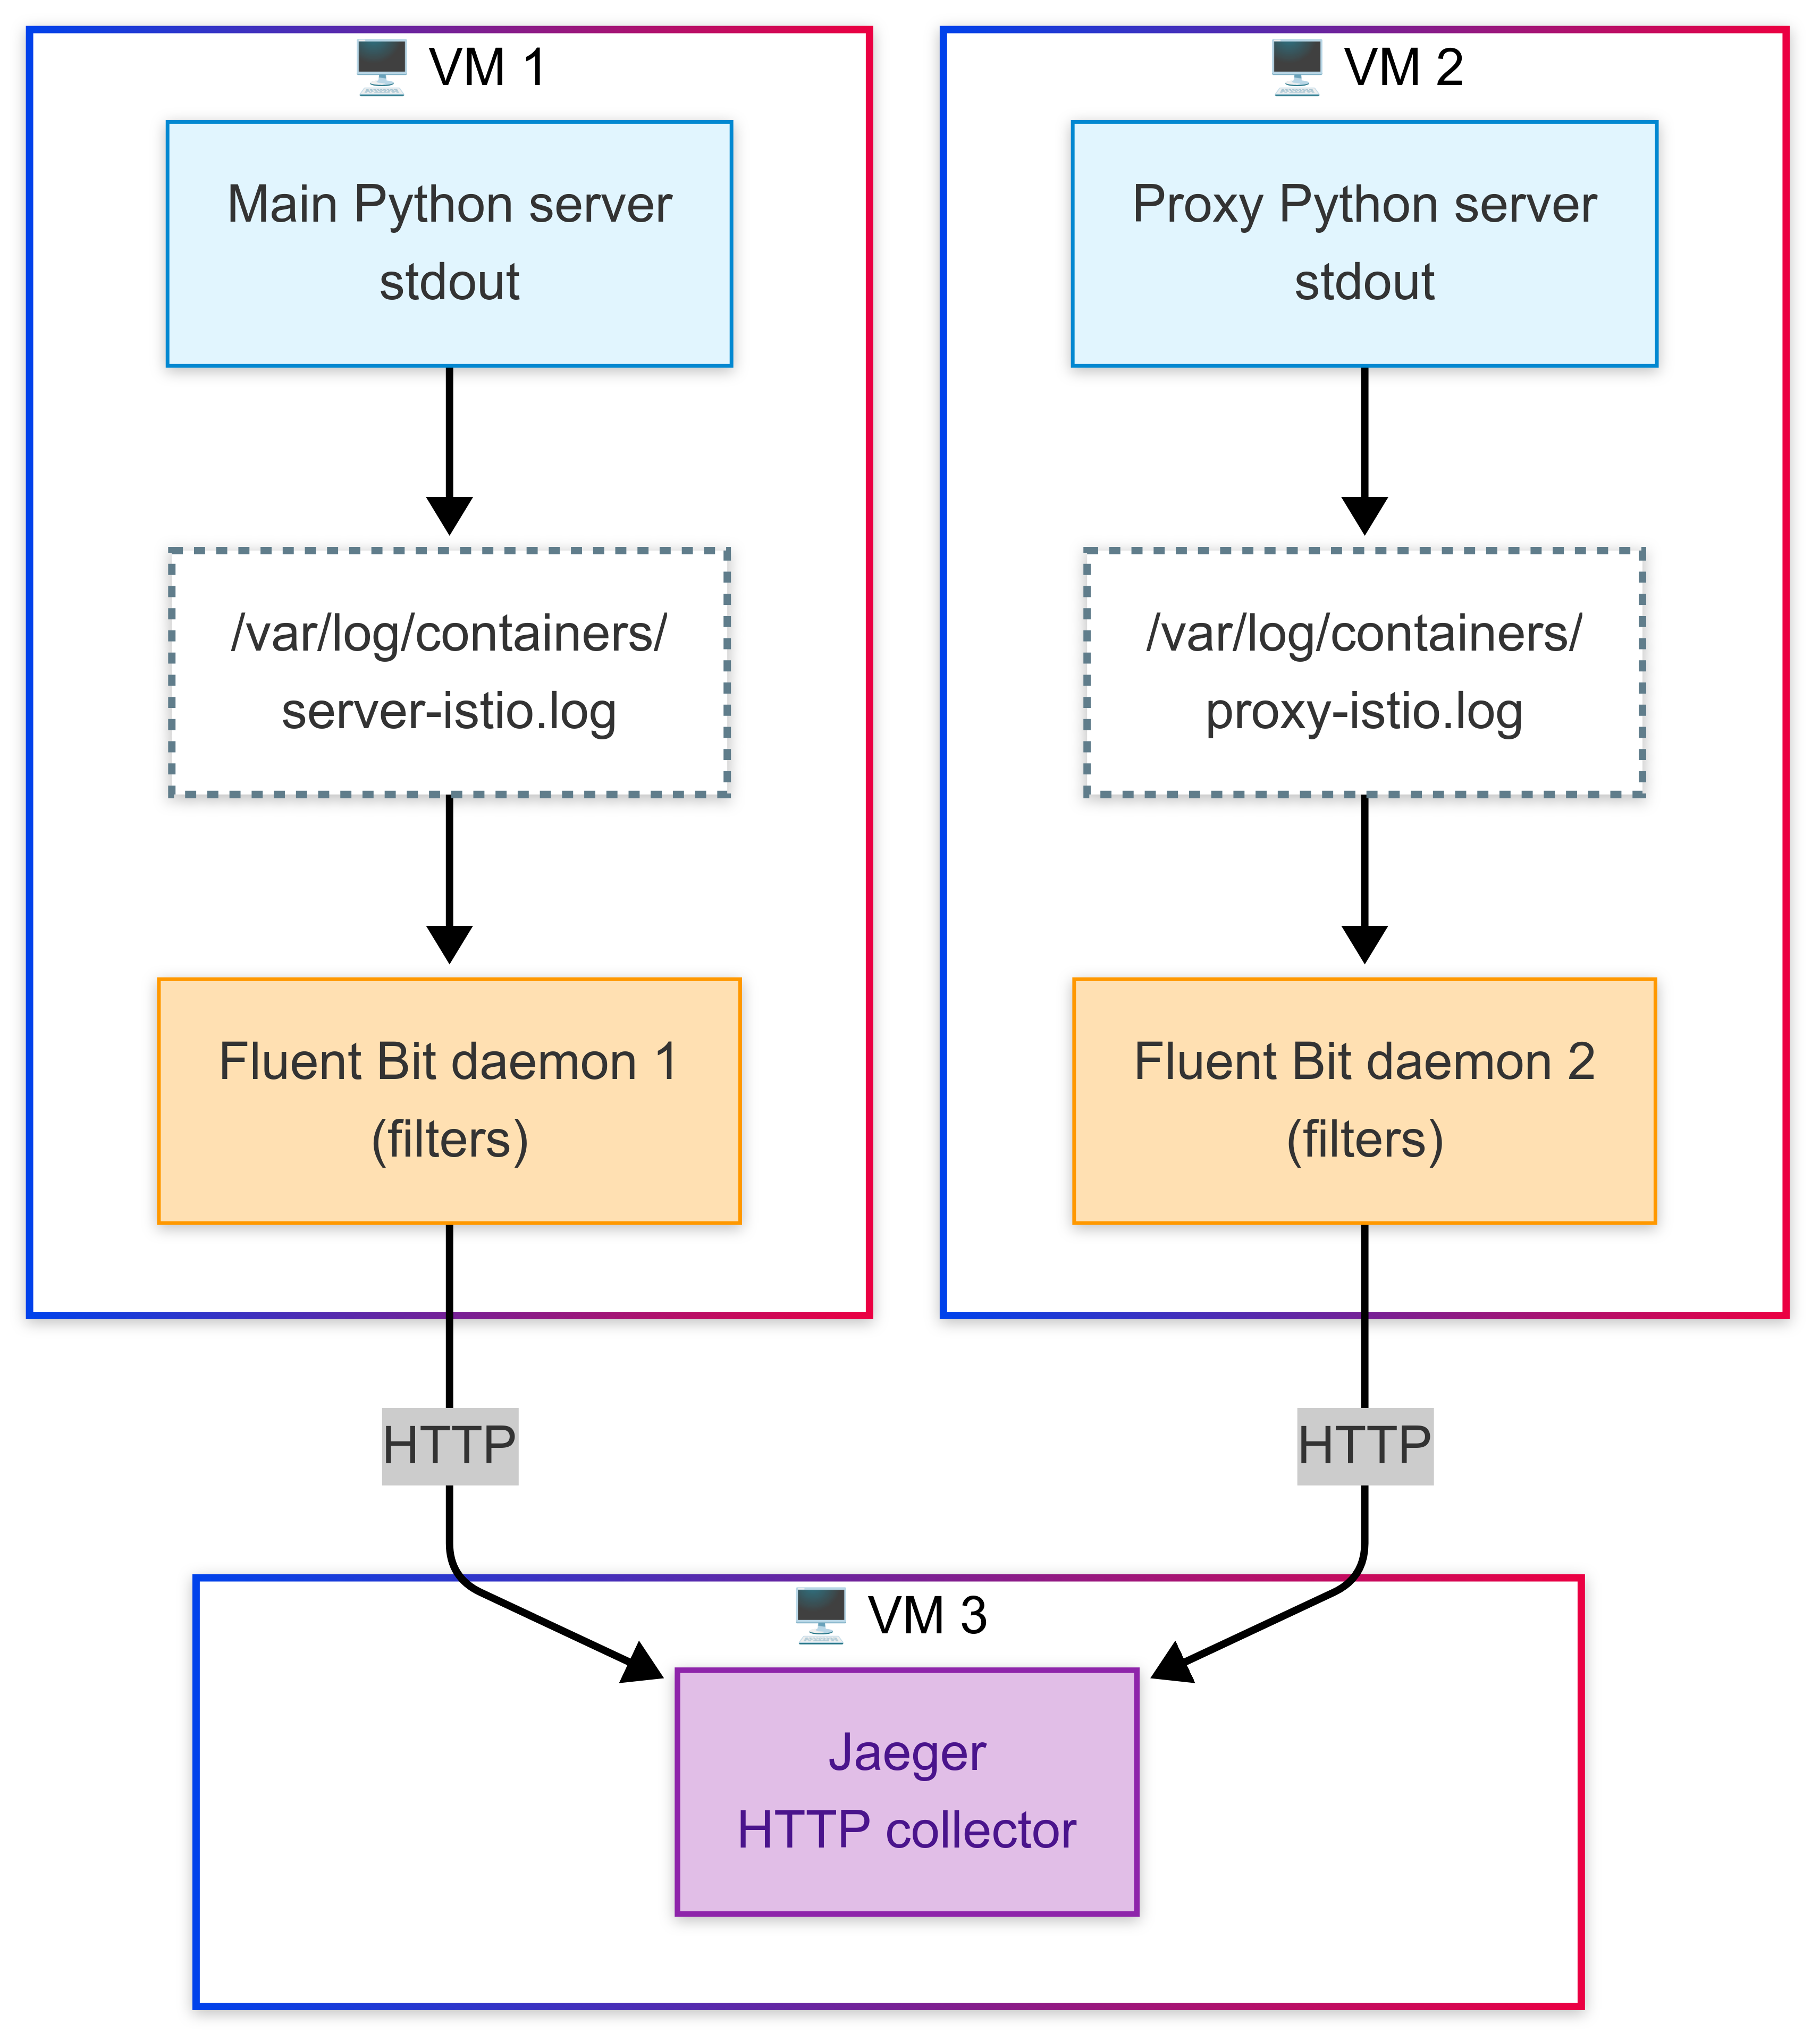 VM 1
Main Python server
stdout
/var/log/containers/
server-istio.log
Fluent Bit daemon 1
(filters)
HTTP
VM 2
Proxy Python server
stdout
/var/log/containers/
proxy-istio.log
Fluent Bit daemon 2
(filters)
HTTP
VM 3
Jaeger
HTTP collector